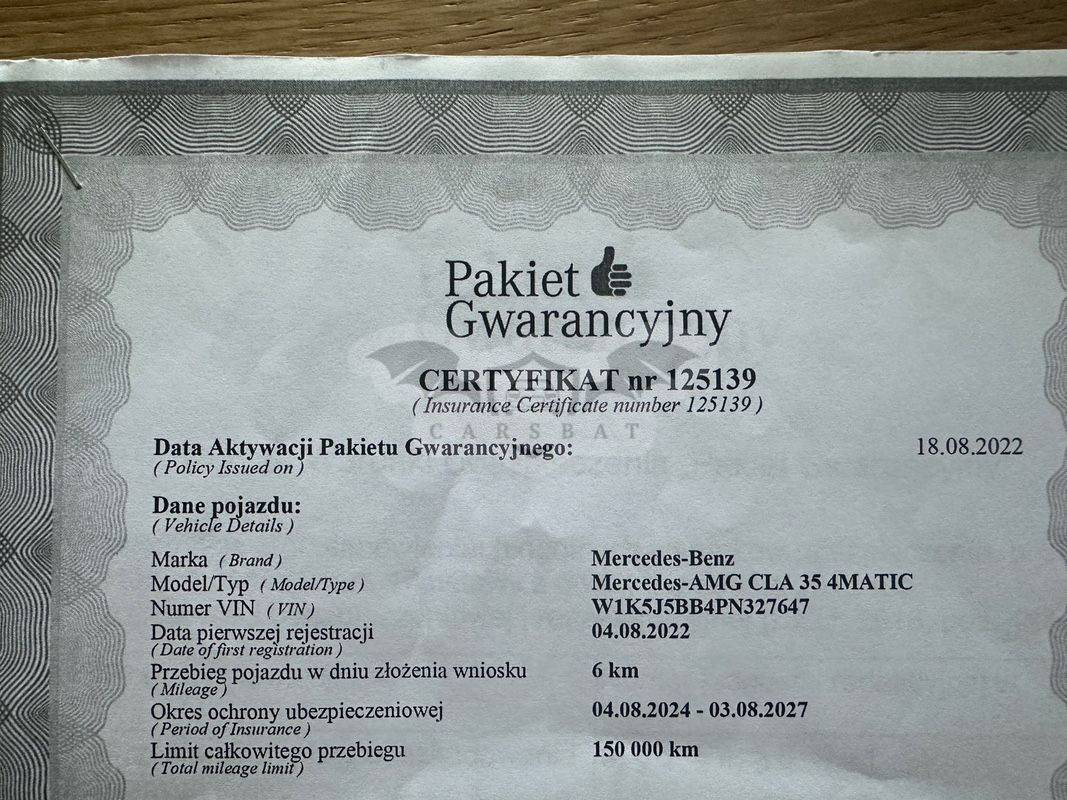 Pakiet
Gwarancyjny
CERTYFIKAT nr 125139
( Insurance Certificate number 125139 )
CARSBAT
Data Aktywacji Pakietu Gwarancyjnego: 18.08.2022
( Policy Issued on )
Dane pojazdu:
( Vehicle Details )
Marka ( Brand ) Mercedes-Benz
Model/Typ ( Model/Type ) Mercedes-AMG CLA 35 4MATIC
Numer VIN ( VIN ) W1K5J5BB4PN327647
Data pierwszej rejestracji 04.08.2022
( Date of first registration )
Przebieg pojazdu w dniu złożenia wniosku 6 km
( Mileage )
Okres ochrony ubezpieczeniowej 04.08.2024 - 03.08.2027
( Period of Insurance )
Limit całkowitego przebiegu 150 000 km
( Total mileage limit )